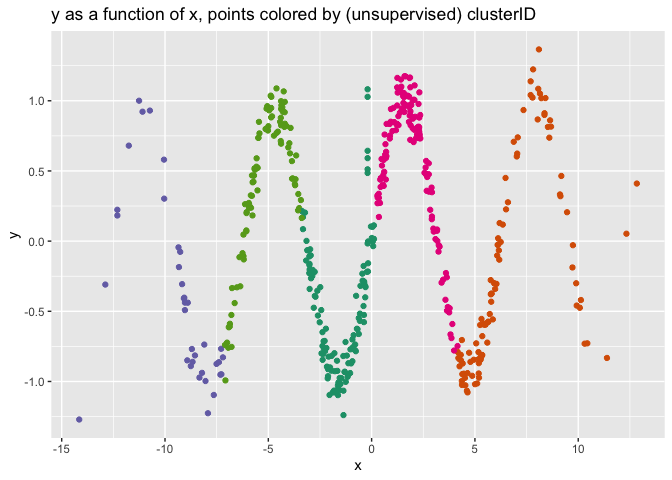 y as a function of x, points colored by (unsupervised) clusterID
1.0
0.5
0.0
-0.5
-1.0
y
-15 -10 -5 0 5 10
x